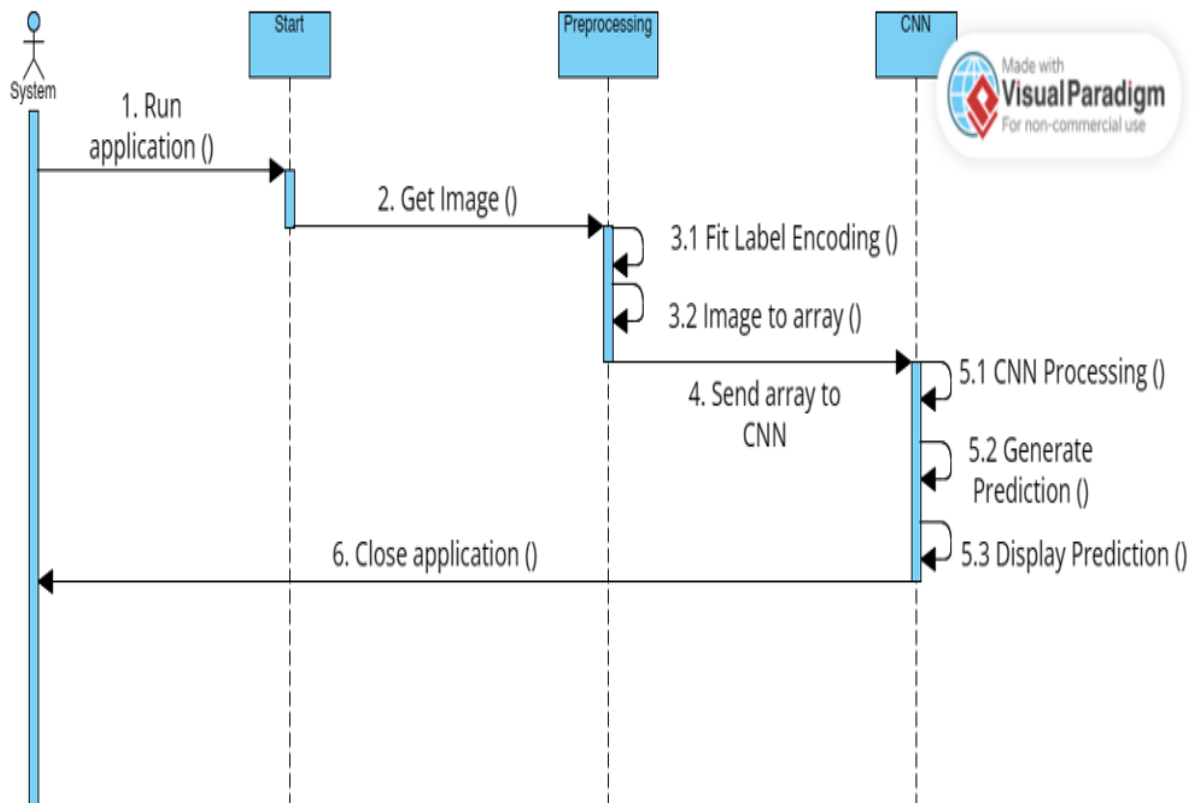 Start
Preprocessing
CNN
System
Made with
Visual Paradigm
For non-commercial use
1. Run
application ()
2. Get Image ()
3.1 Fit Label Encoding ()
3.2 Image to array ()
4. Send array to
CNN
5.1 CNN Processing ()
5.2 Generate
Prediction ()
5.3 Display Prediction ()
6. Close application ()